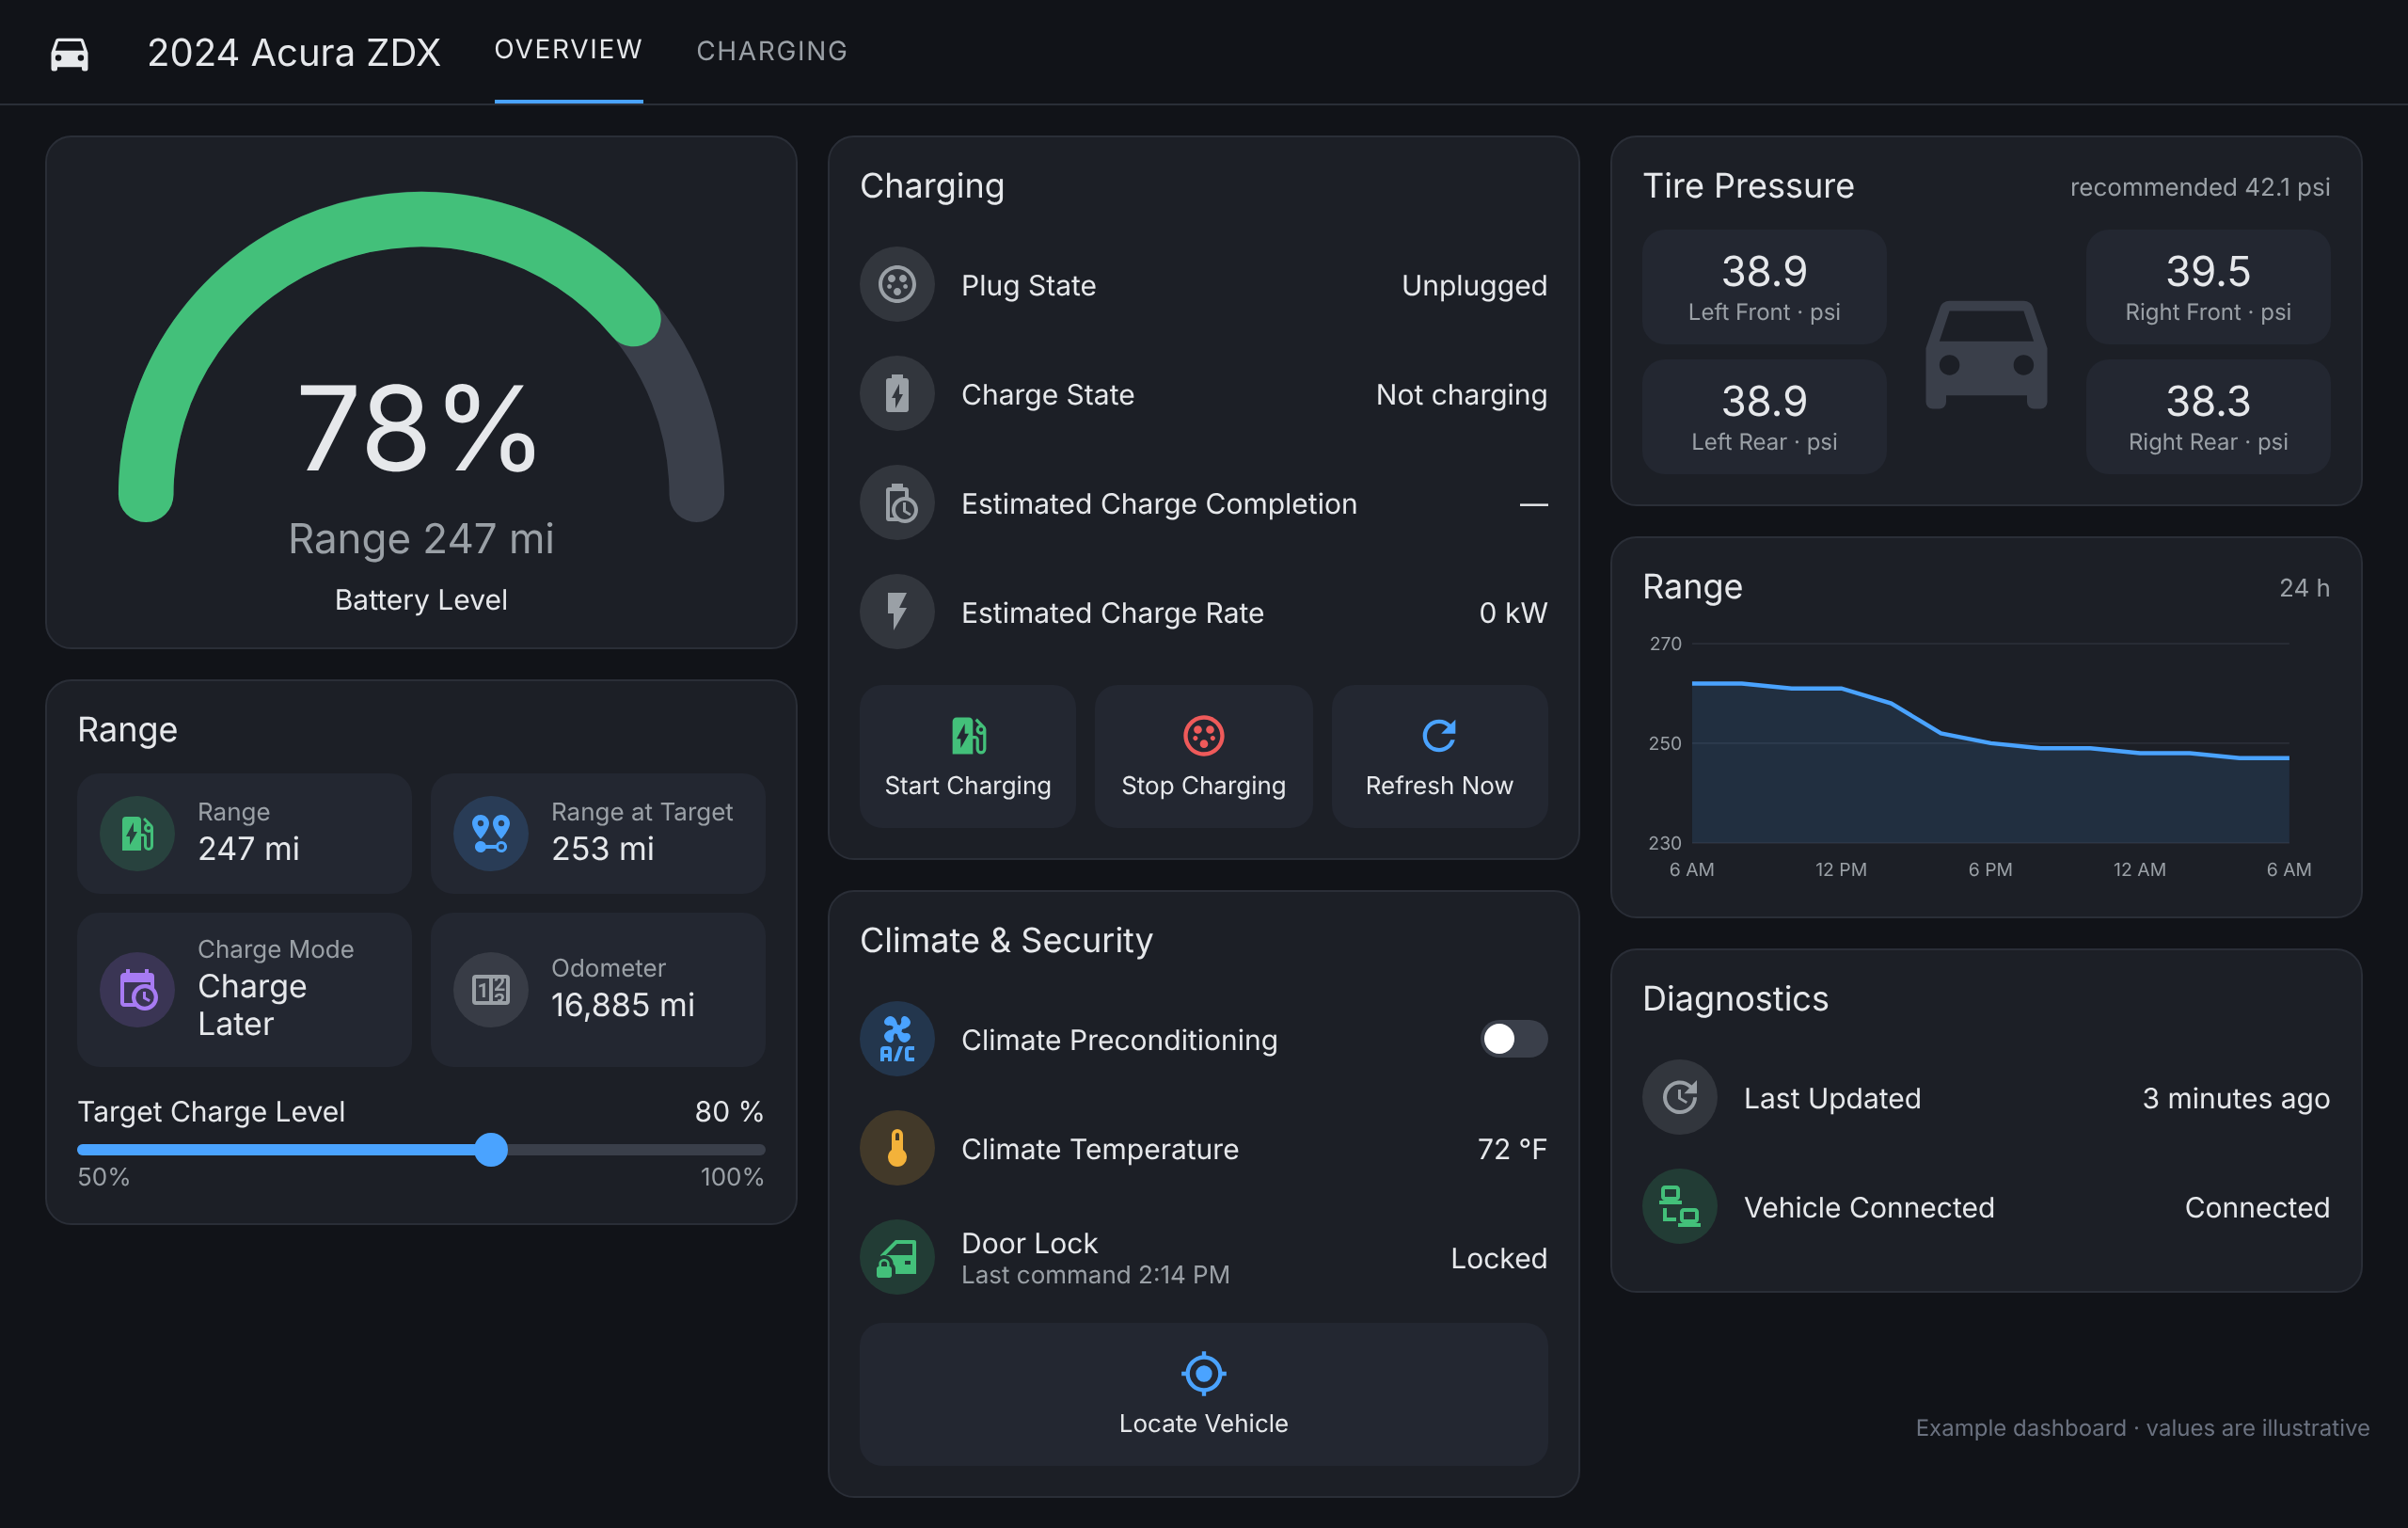 2024 Acura ZDX
OVERVIEW
CHARGING
78%
Range 247 mi
Battery Level
Range
Range
247 mi
Range at Target
253 mi
Charge Mode
Charge
Later
Odometer
16,885 mi
Target Charge Level
80 %
50%
100%
Charging
Plug State
Unplugged
Charge State
Not charging
Estimated Charge Completion
—
Estimated Charge Rate
0 kW
Start Charging
Stop Charging
Refresh Now
Climate & Security
A/C
Climate Preconditioning
Climate Temperature
72 °F
Door Lock
Last command 2:14 PM
Locked
Locate Vehicle
Tire Pressure
recommended 42.1 psi
38.9
Left Front · psi
39.5
Right Front · psi
38.9
Left Rear · psi
38.3
Right Rear · psi
Range
24 h
270
250
230
6 AM
12 PM
6 PM
12 AM
6 AM
Diagnostics
Last Updated
3 minutes ago
Vehicle Connected
Connected
Example dashboard · values are illustrative